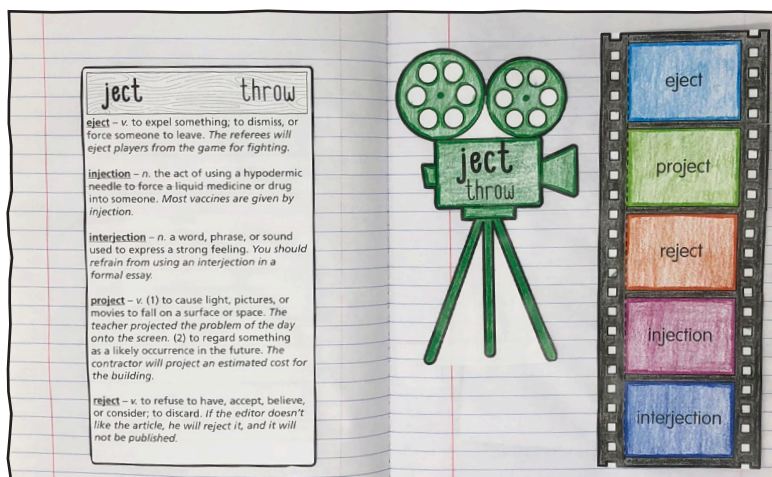 ject throw
eject – v. to expel something; to dismiss, or
force someone to leave. The referees will
eject players from the game for fighting.
injection – n. the act of using a hypodermic
needle to force a liquid medicine or drug
into someone. Most vaccines are given by
injection.
interjection – n. a word, phrase, or sound
used to express a strong feeling. You should
refrain from using an interjection in a
formal essay.
project – v. (1) to cause light, pictures, or
movies to fall on a surface or space. The
teacher projected the problem of the day
onto the screen. (2) to regard something
as a likely occurrence in the future. The
contractor will project an estimated cost for
the building.
reject – v. to refuse to have, accept, believe,
or consider; to discard. If the editor doesn't
like the article, he will reject it, and it will
not be published.
ject
throw
eject
project
reject
injection
interjection